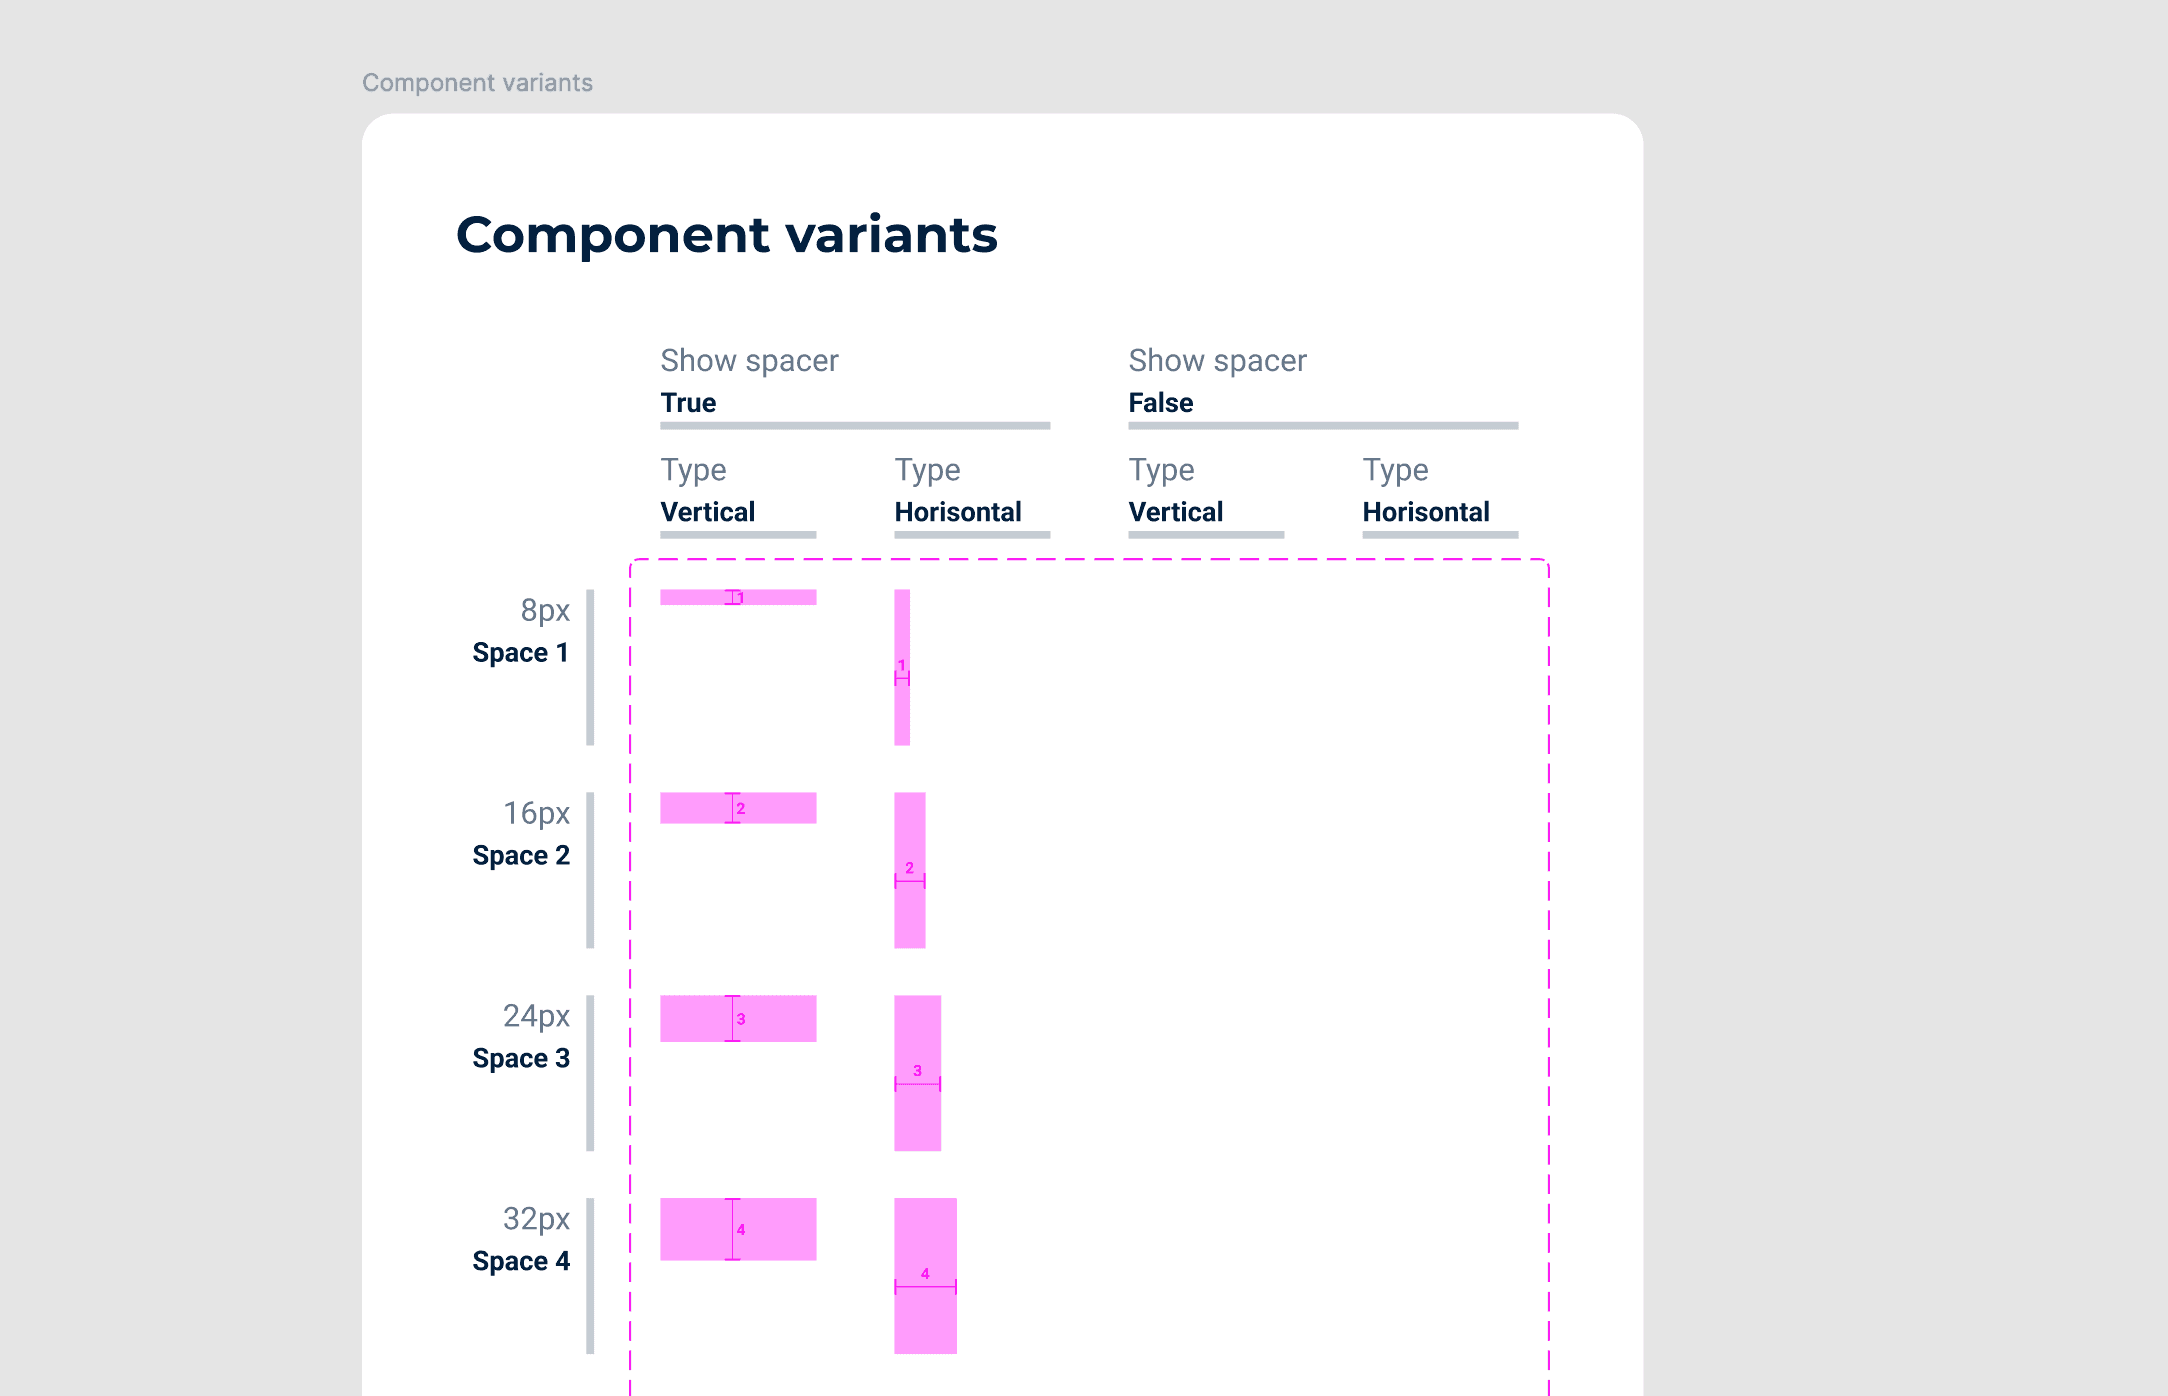 Component variants
Component variants
Show spacer
Show spacer
True
False
Type
Type
Type
Type
Vertical
Horisontal
Vertical
Horisontal
8px
Space 1
1
1
16px
Space 2
2
2
24px
Space 3
3
3
32px
Space 4
4
4